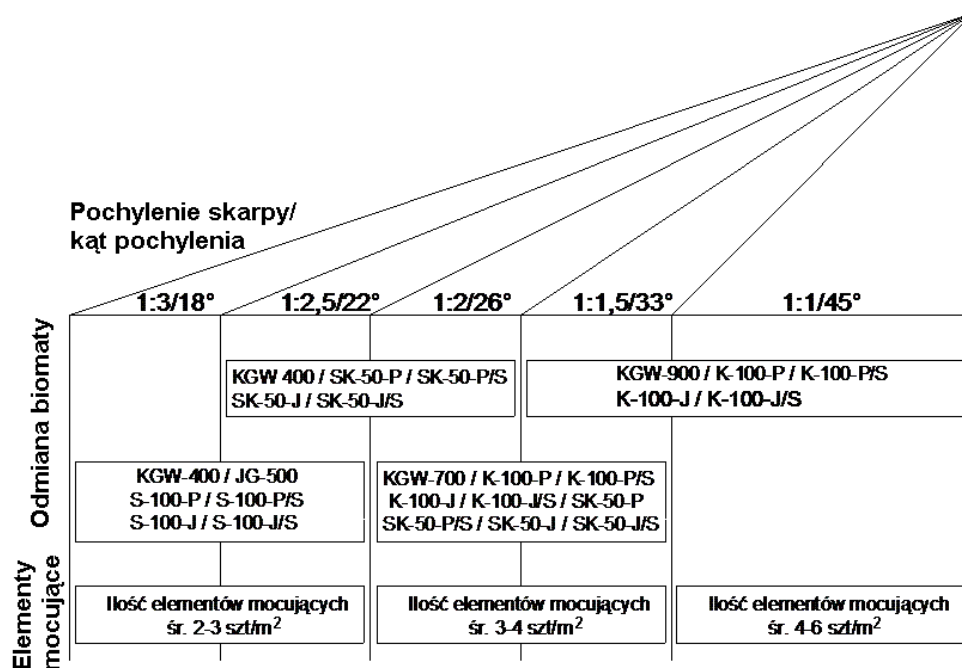 Pochylenie skarpy/
kąt pochylenia
1:3/18°
1:2,5/22°
1:2/26°
1:1,5/33°
1:1/45°
Odmiana biomaty
KGW 400 / SK-50-P / SK-50-P/S
SK-50-J / SK-50-J/S
KGW-900 / K-100-P / K-100-P/S
K-100-J / K-100-J/S
KGW-400 / JG-500
S-100-P / S-100-P/S
S-100-J / S-100-J/S
KGW-700 / K-100-P / K-100-P/S
K-100-J / K-100-J/S / SK-50-P
SK-50-P/S / SK-50-J / SK-50-J/S
Elementy
mocujące
Ilość elementów mocujących
śr. 2-3 szt/m²
Ilość elementów mocujących
śr. 3-4 szt/m²
Ilość elementów mocujących
śr. 4-6 szt/m²